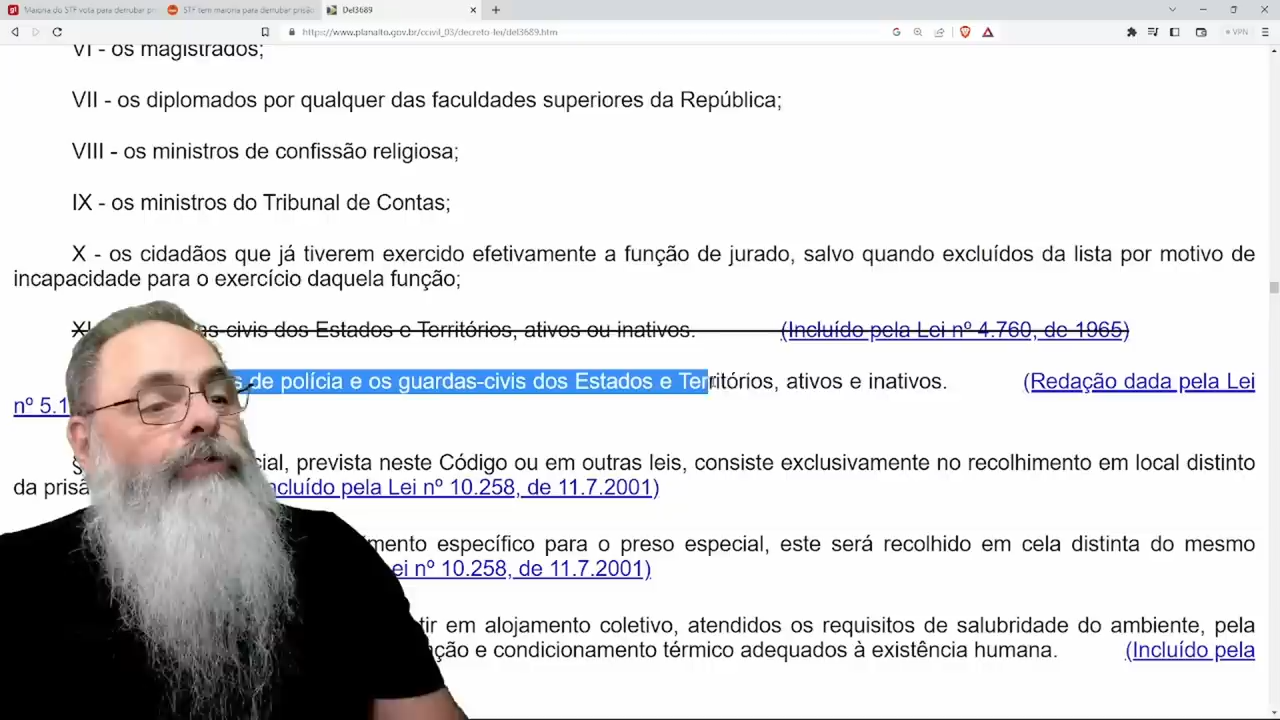 Maioria do STF vota para derrubar pr
STF tem maioria para derrubar prisã
Del3689
https://www.planalto.gov.br/ccivil_03/decreto-lei/del3689.htm
VPN
VI - os magistrados;
VII - os diplomados por qualquer das faculdades superiores da República;
VIII - os ministros de confissão religiosa;
IX - os ministros do Tribunal de Contas;
X - os cidadãos que já tiverem exercido efetivamente a função de jurado, salvo quando excluídos da lista por motivo de
incapacidade para o exercício daquela função;
as-civis dos Estados e Territórios, ativos ou inativos. (Incluído pela Lei nº 4.760, de 1965)
s de polícia e os guardas-civis dos Estados e Territórios, ativos e inativos. (Redação dada pela Lei
nº 5.1
cial, prevista neste Código ou em outras leis, consiste exclusivamente no recolhimento em local distinto
da prisã ncluído pela Lei nº 10.258, de 11.7.2001)
mento específico para o preso especial, este será recolhido em cela distinta do mesmo
ei nº 10.258, de 11.7.2001)
tir em alojamento coletivo, atendidos os requisitos de salubridade do ambiente, pela
ção e condicionamento térmico adequados à existência humana. (Incluído pela